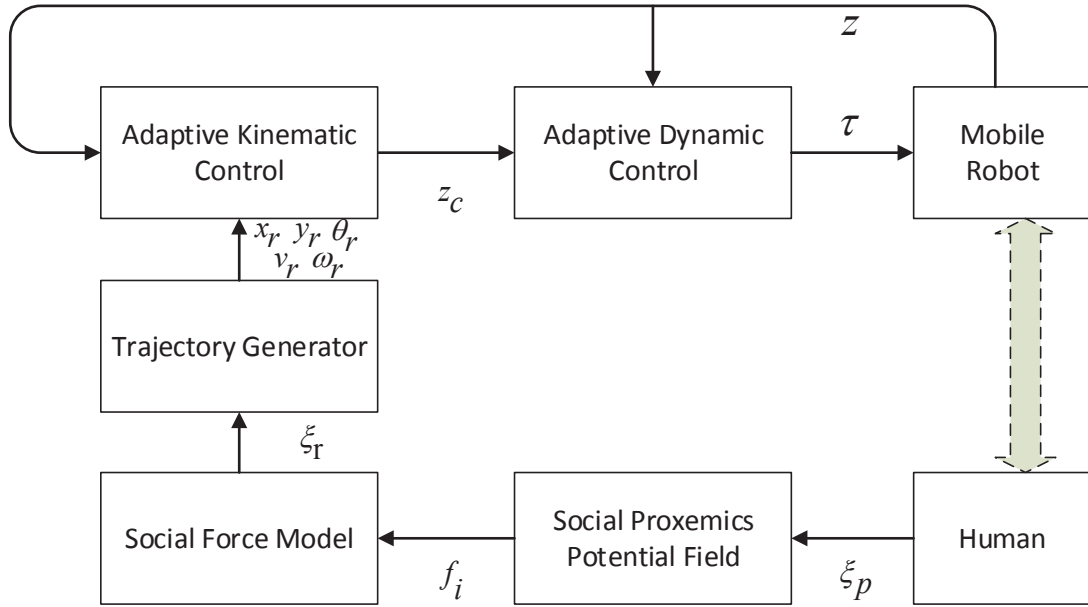 z
Adaptive Kinematic
Control
z_c
Adaptive Dynamic
Control
τ
Mobile
Robot
x_r y_r θ_r
v_r ω_r
Trajectory Generator
ξ_r
Social Force Model
f_i
Social Proxemics
Potential Field
ξ_p
Human